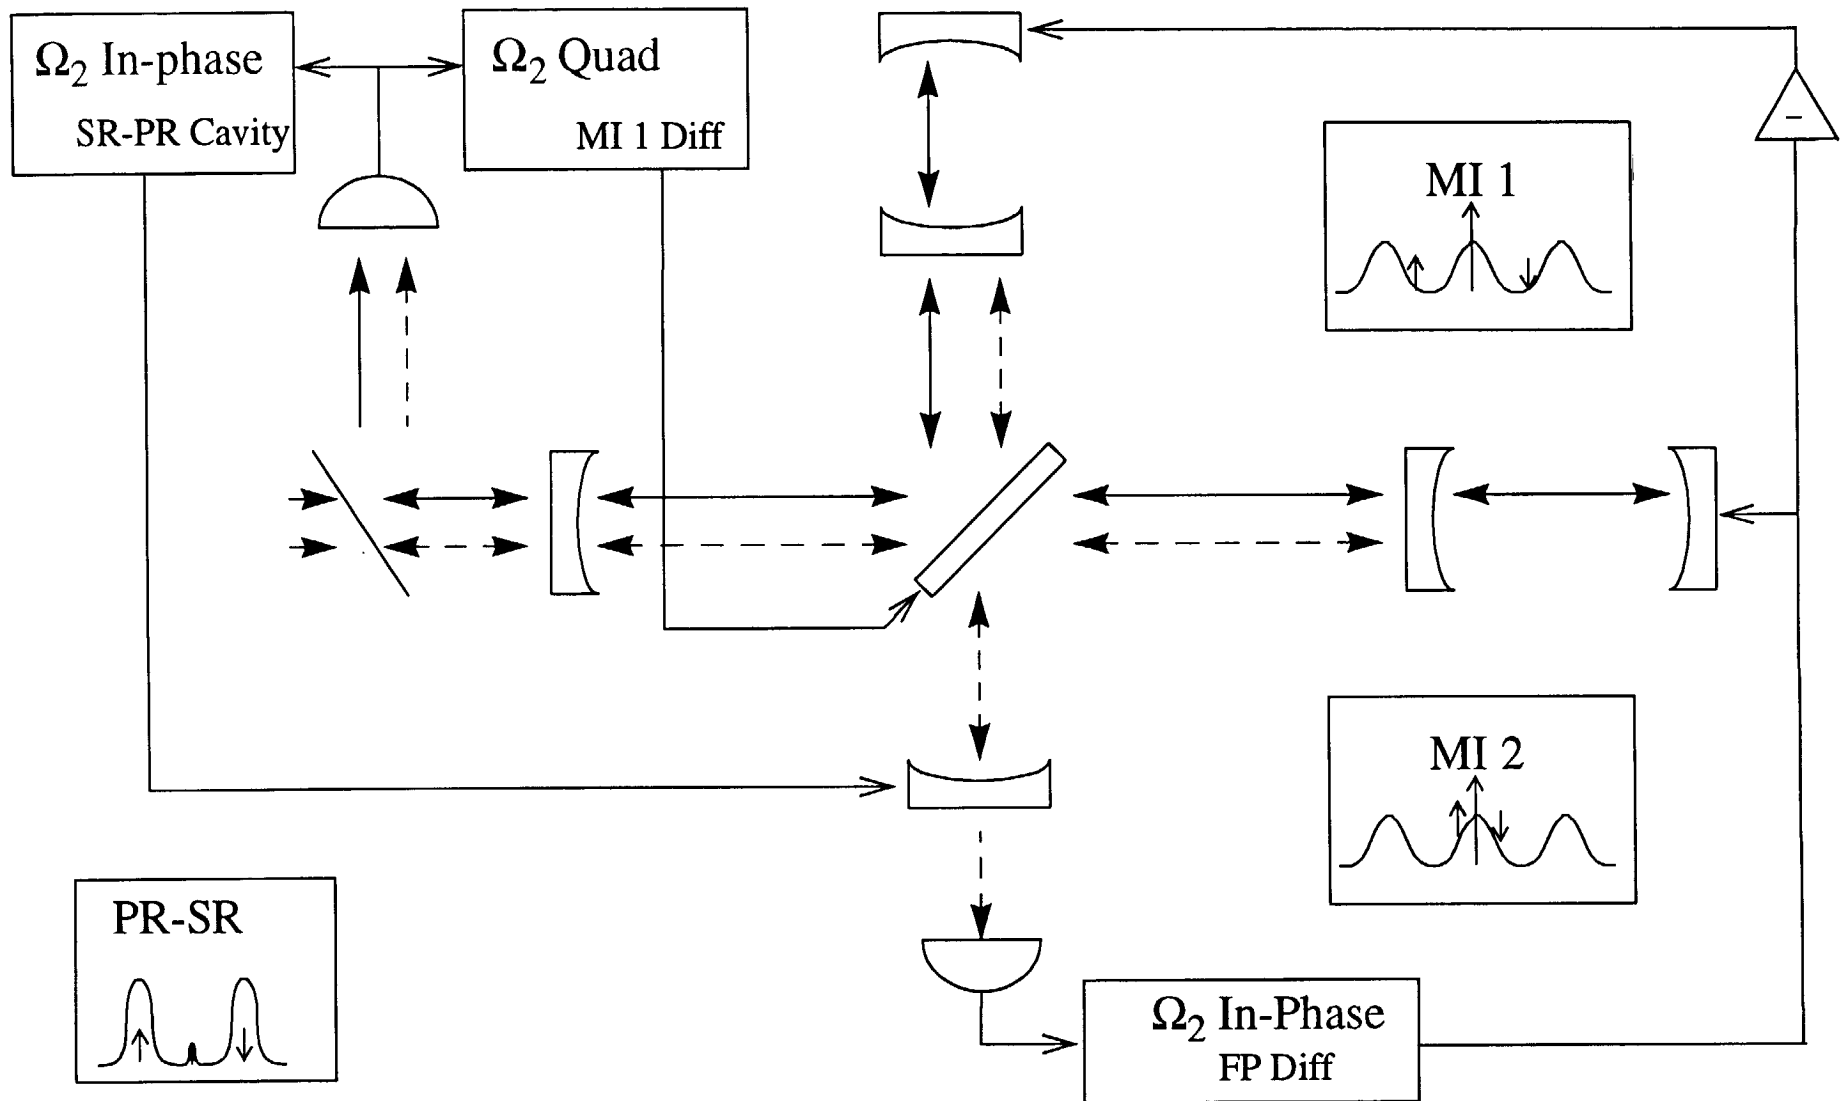 Ω₂ In-phase
SR-PR Cavity
Ω₂ Quad
MI 1 Diff
−
MI 1
MI 2
PR-SR
Ω₂ In-Phase
FP Diff